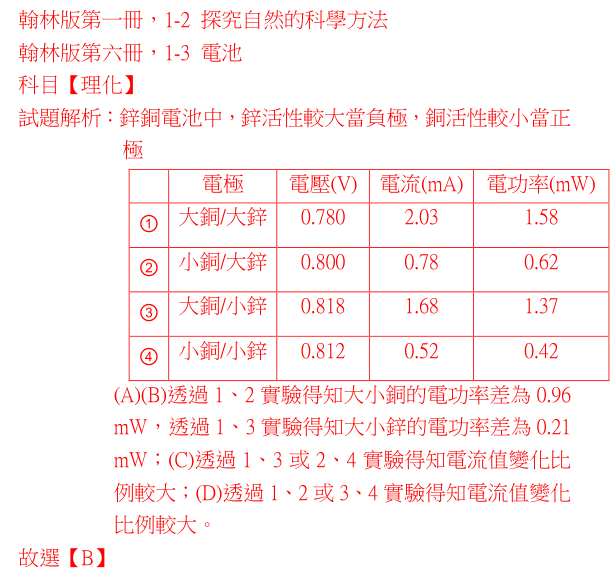 翰林版第一冊，1-2 探究自然的科學方法
翰林版第六冊，1-3 電池
科目【理化】
試題解析：鋅銅電池中，鋅活性較大當負極，銅活性較小當正
極
電極 電壓(V) 電流(mA) 電功率(mW)
① 大銅/大鋅 0.780 2.03 1.58
② 小銅/大鋅 0.800 0.78 0.62
③ 大銅/小鋅 0.818 1.68 1.37
④ 小銅/小鋅 0.812 0.52 0.42
(A)(B)透過 1、2 實驗得知大小銅的電功率差為 0.96
mW，透過 1、3 實驗得知大小鋅的電功率差為 0.21
mW；(C)透過 1、3 或 2、4 實驗得知電流值變化比
例較大；(D)透過 1、2 或 3、4 實驗得知電流值變化
比例較大。
故選【B】